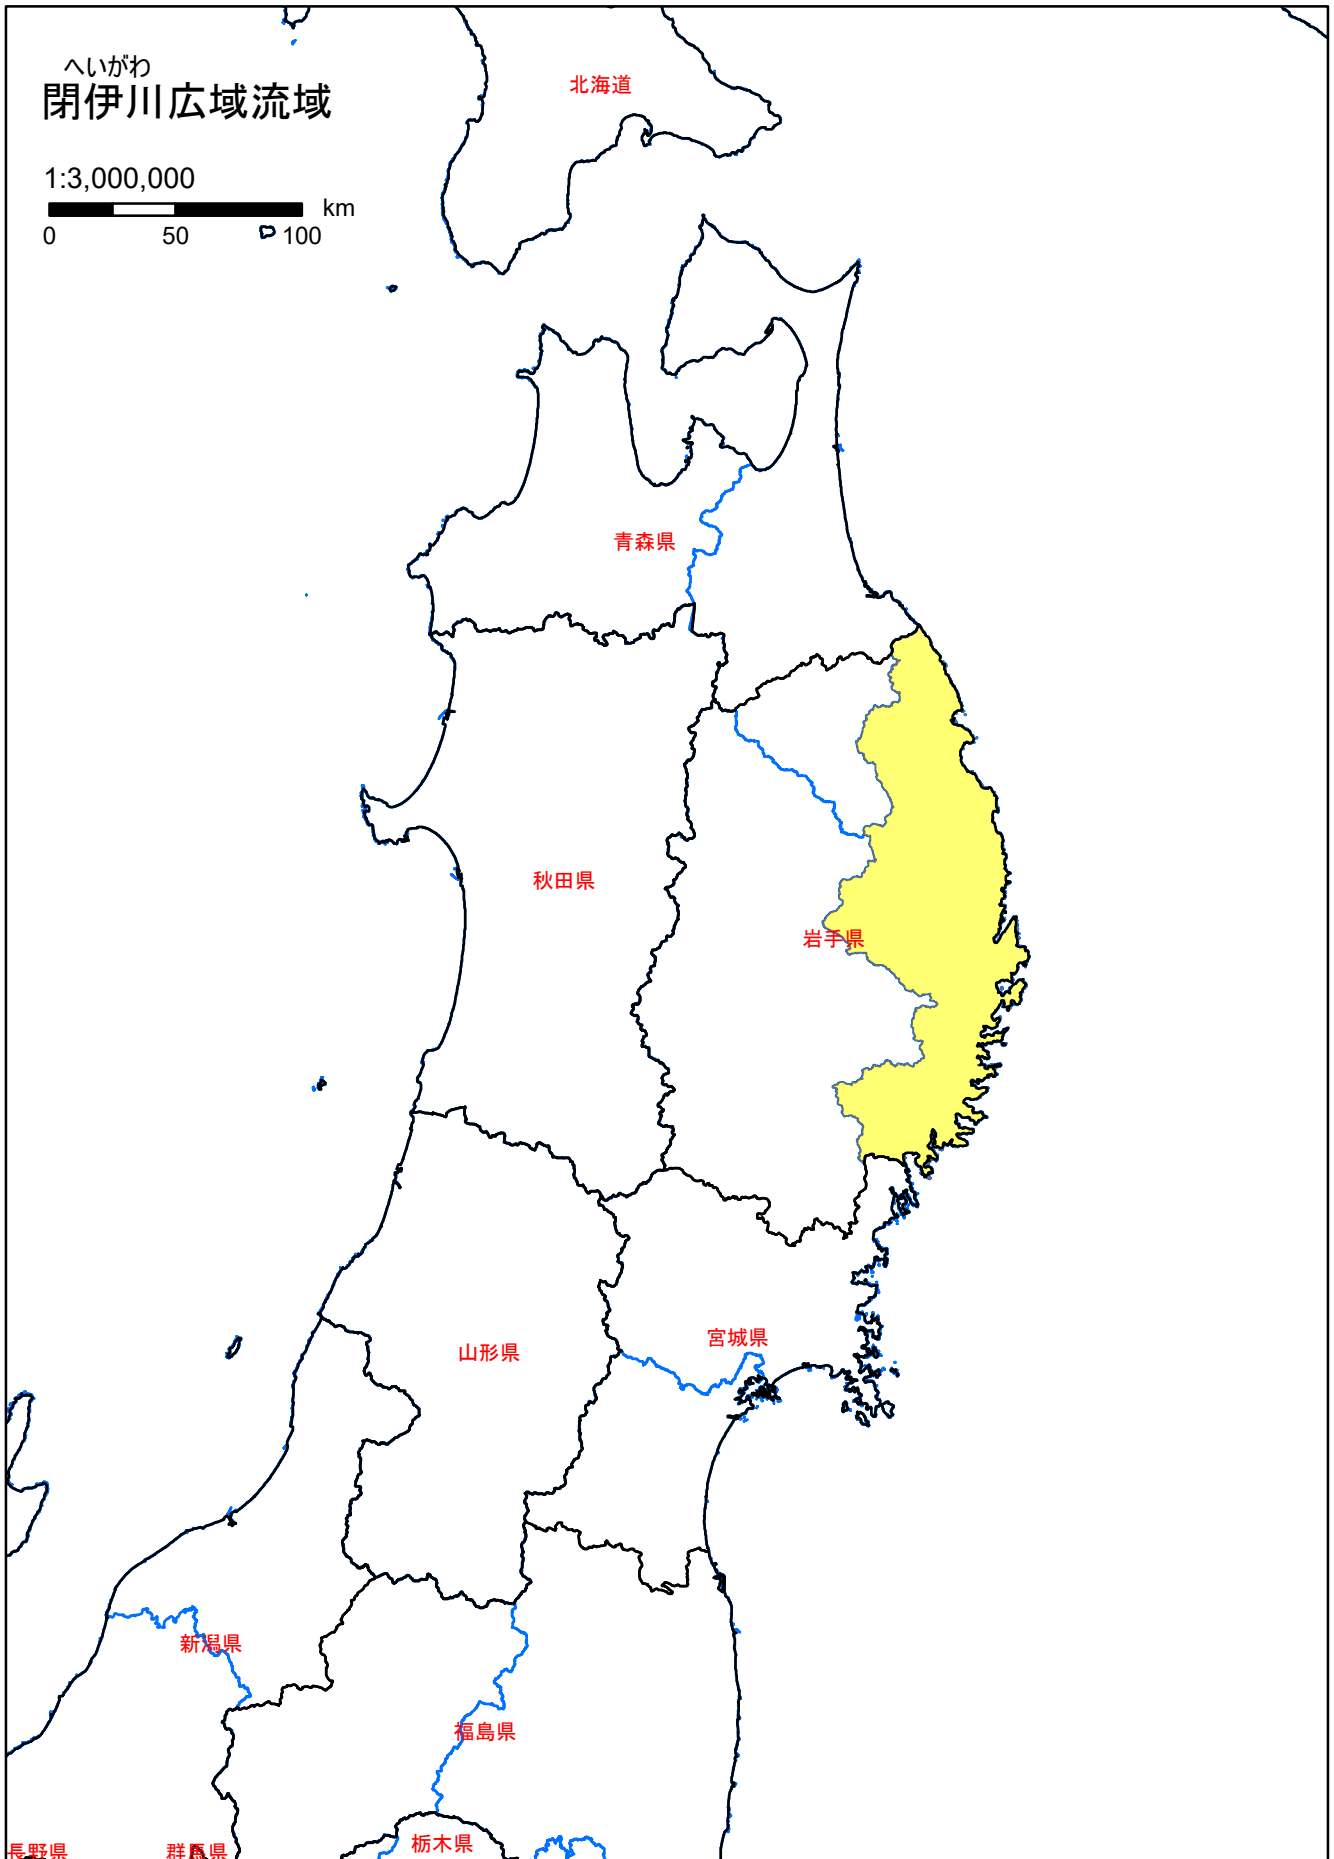 へいがわ
閉伊川広域流域
1:3,000,000
km
0 50 100
北海道
青森県
秋田県
岩手県
山形県
宮城県
新潟県
福島県
栃木県
長野県
群馬県